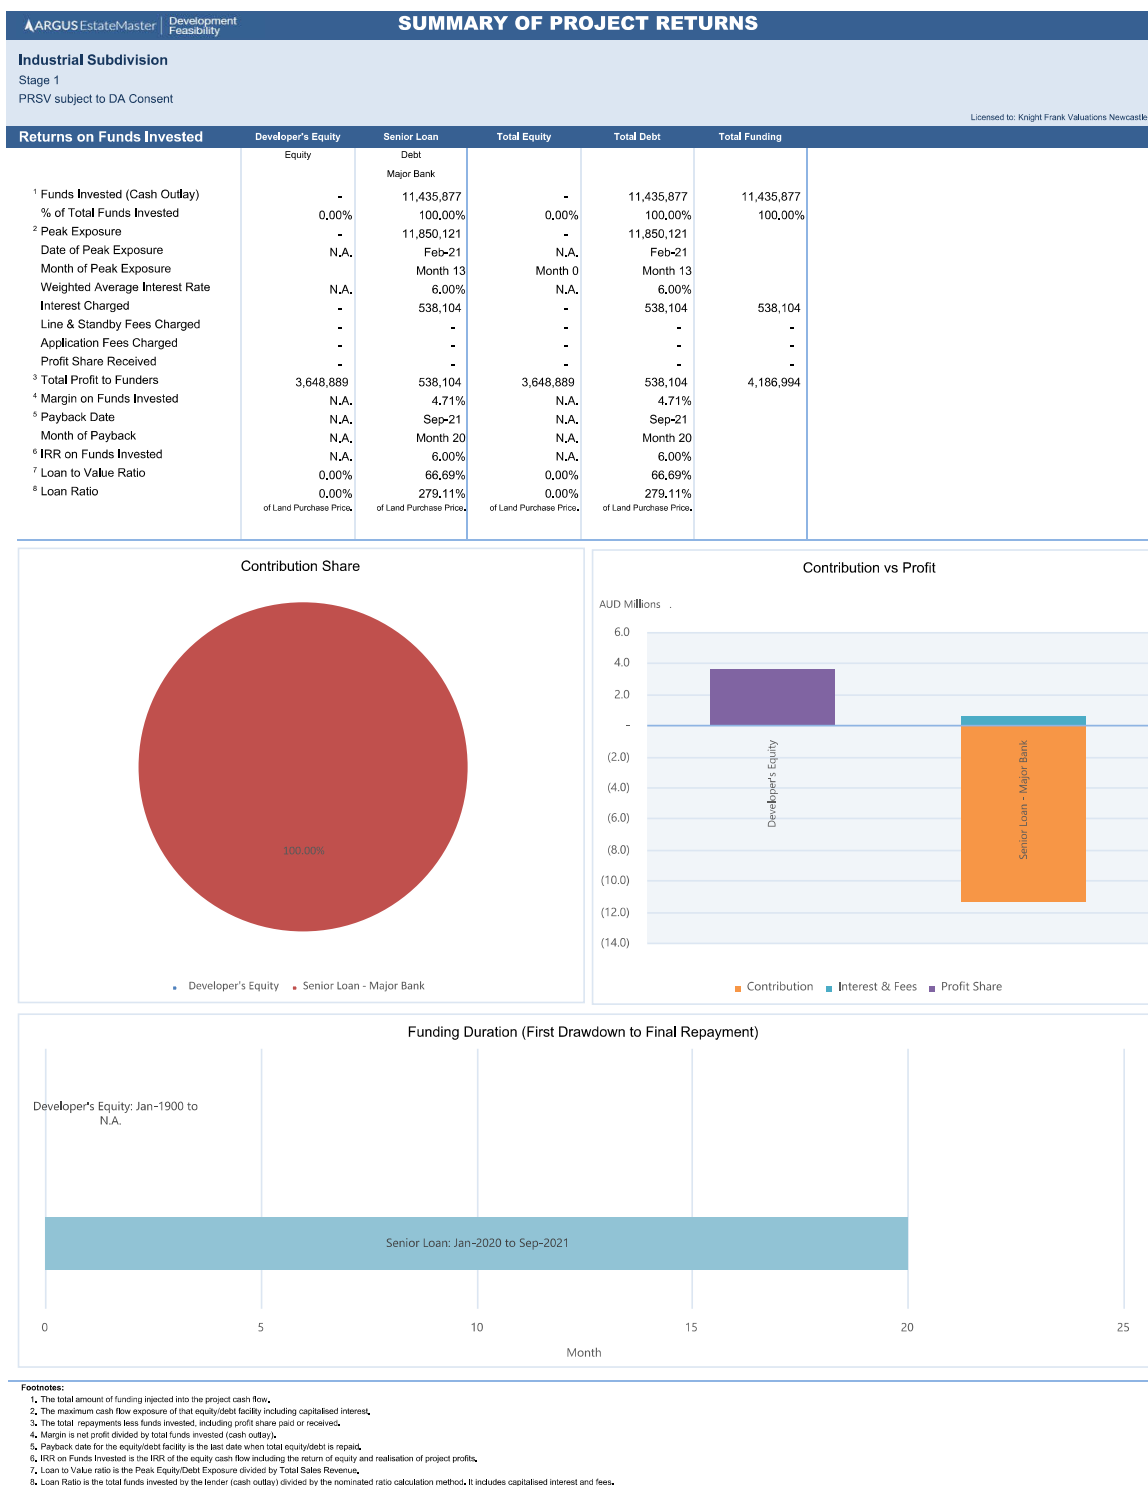 ARGUS EstateMaster | Development Feasibility
SUMMARY OF PROJECT RETURNS
Industrial Subdivision
Stage 1
PRSV subject to DA Consent
Licensed to: Knight Frank Valuations Newcastle
Returns on Funds Invested Developer's Equity Senior Loan Total Equity Total Debt Total Funding
Equity Debt
Major Bank
1 Funds Invested (Cash Outlay) - 11,435,877 - 11,435,877 11,435,877
% of Total Funds Invested 0.00% 100.00% 0.00% 100.00% 100.00%
2 Peak Exposure - 11,850,121 - 11,850,121
Date of Peak Exposure N.A. Feb-21 N.A. Feb-21
Month of Peak Exposure Month 13 Month 0 Month 13
Weighted Average Interest Rate N.A. 6.00% N.A. 6.00%
Interest Charged - 538,104 - 538,104 538,104
Line & Standby Fees Charged - - - - -
Application Fees Charged - - - - -
Profit Share Received - - - - -
3 Total Profit to Funders 3,648,889 538,104 3,648,889 538,104 4,186,994
4 Margin on Funds Invested N.A. 4.71% N.A. 4.71%
5 Payback Date N.A. Sep-21 N.A. Sep-21
Month of Payback N.A. Month 20 N.A. Month 20
6 IRR on Funds Invested N.A. 6.00% N.A. 6.00%
7 Loan to Value Ratio 0.00% 66.69% 0.00% 66.69%
8 Loan Ratio 0.00% 279.11% 0.00% 279.11%
of Land Purchase Price. of Land Purchase Price. of Land Purchase Price. of Land Purchase Price.
Contribution Share
100.00%
Developer's Equity Senior Loan - Major Bank
Contribution vs Profit
AUD Millions .
6.0
4.0
2.0
-
(2.0)
(4.0)
(6.0)
(8.0)
(10.0)
(12.0)
(14.0)
Developer's Equity
Senior Loan - Major Bank
Contribution Interest & Fees Profit Share
Funding Duration (First Drawdown to Final Repayment)
Developer's Equity: Jan-1900 to
N.A.
Senior Loan: Jan-2020 to Sep-2021
0 5 10 15 20 25
Month
Footnotes:
1. The total amount of funding injected into the project cash flow.
2. The maximum cash flow exposure of that equity/debt facility including capitalised interest.
3. The total repayments less funds invested, including profit share paid or received.
4. Margin is net profit divided by total funds invested (cash outlay).
5. Payback date for the equity/debt facility is the last date when total equity/debt is repaid.
6. IRR on Funds Invested is the IRR of the equity cash flow including the return of equity and realisation of project profits.
7. Loan to Value ratio is the Peak Equity/Debt Exposure divided by Total Sales Revenue.
8. Loan Ratio is the total funds invested by the lender (cash outlay) divided by the nominated ratio calculation method. It includes capitalised interest and fees.